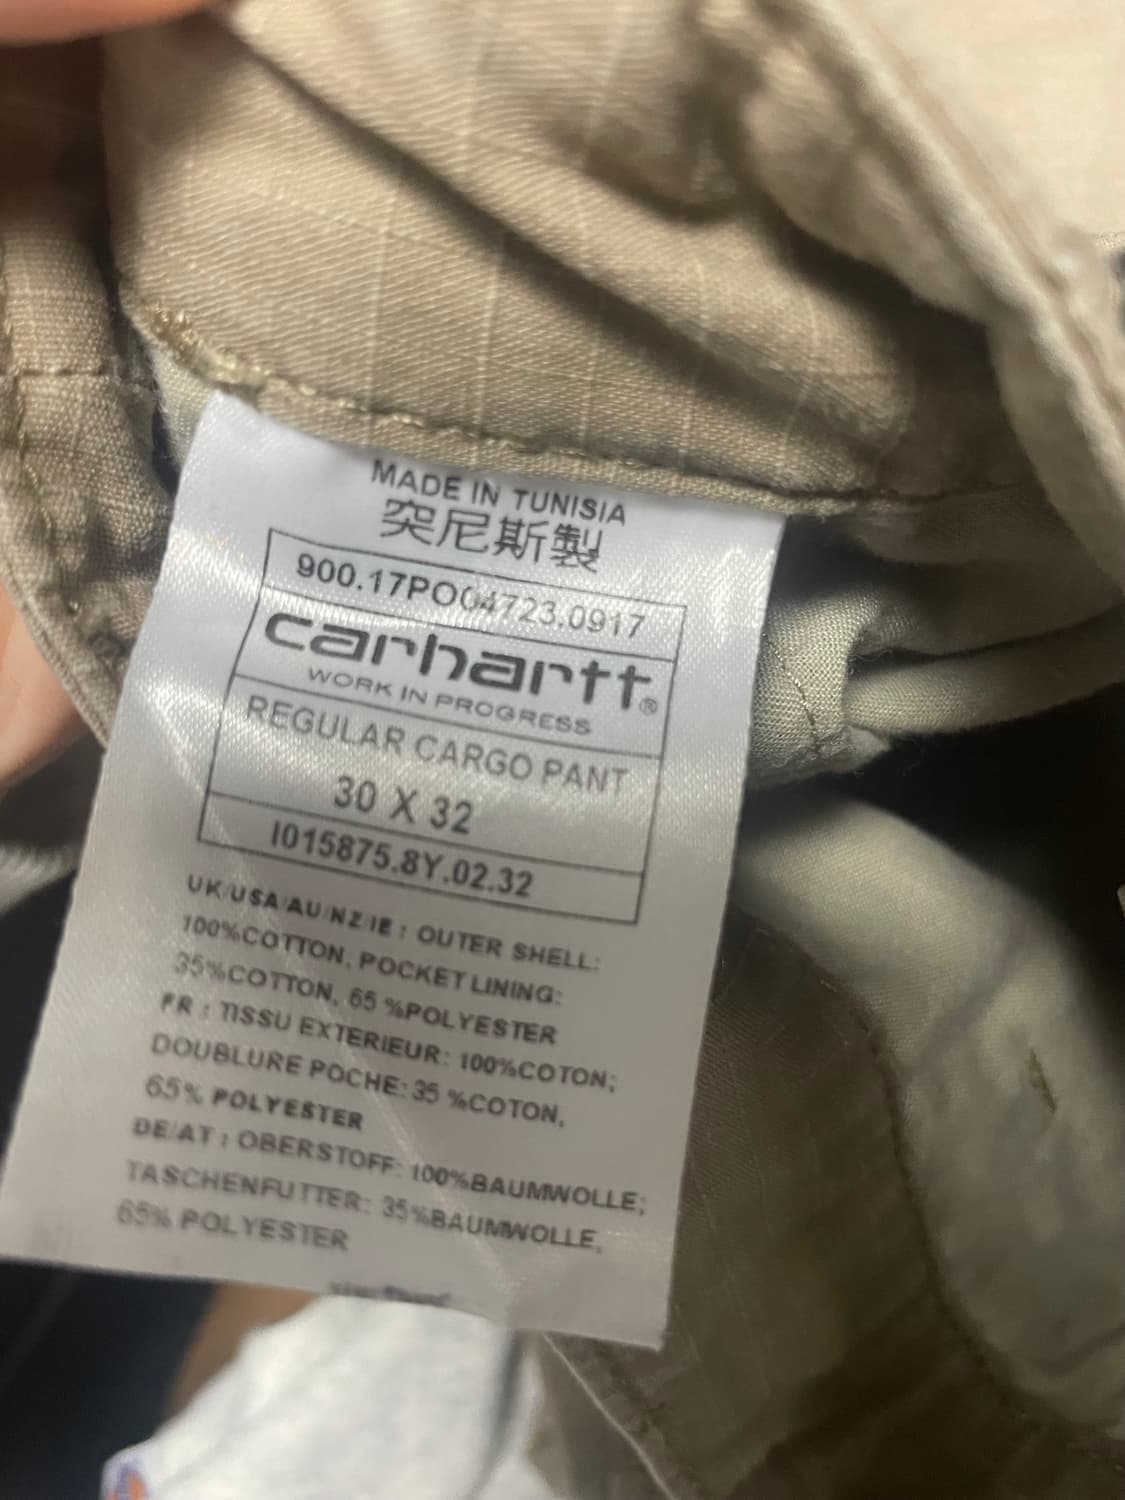 MADE IN TUNISIA
突尼斯製
900.17PO04723.0917
carhartt®
WORK IN PROGRESS
REGULAR CARGO PANT
30 X 32
I015875.8Y.02.32
UK/USA/AU/NZ/IE : OUTER SHELL:
100%COTTON, POCKET LINING:
35%COTTON, 65 %POLYESTER
FR : TISSU EXTERIEUR: 100%COTON;
DOUBLURE POCHE: 35 %COTON,
65% POLYESTER
DE/AT : OBERSTOFF: 100%BAUMWOLLE;
TASCHENFUTTER: 35%BAUMWOLLE,
65% POLYESTER